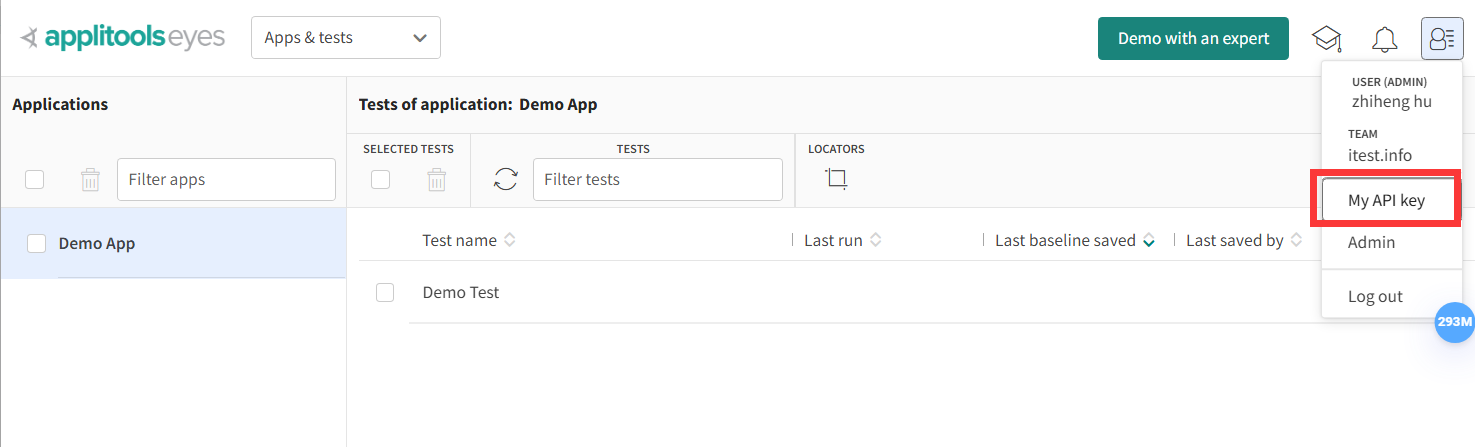 applitools eyes
Apps & tests
Demo with an expert
USER (ADMIN)
zhiheng hu
TEAM
itest.info
My API key
Admin
Log out
293M
Applications
Filter apps
Demo App
Tests of application: Demo App
SELECTED TESTS
TESTS
LOCATORS
Filter tests
Test name Last run Last baseline saved Last saved by
Demo Test